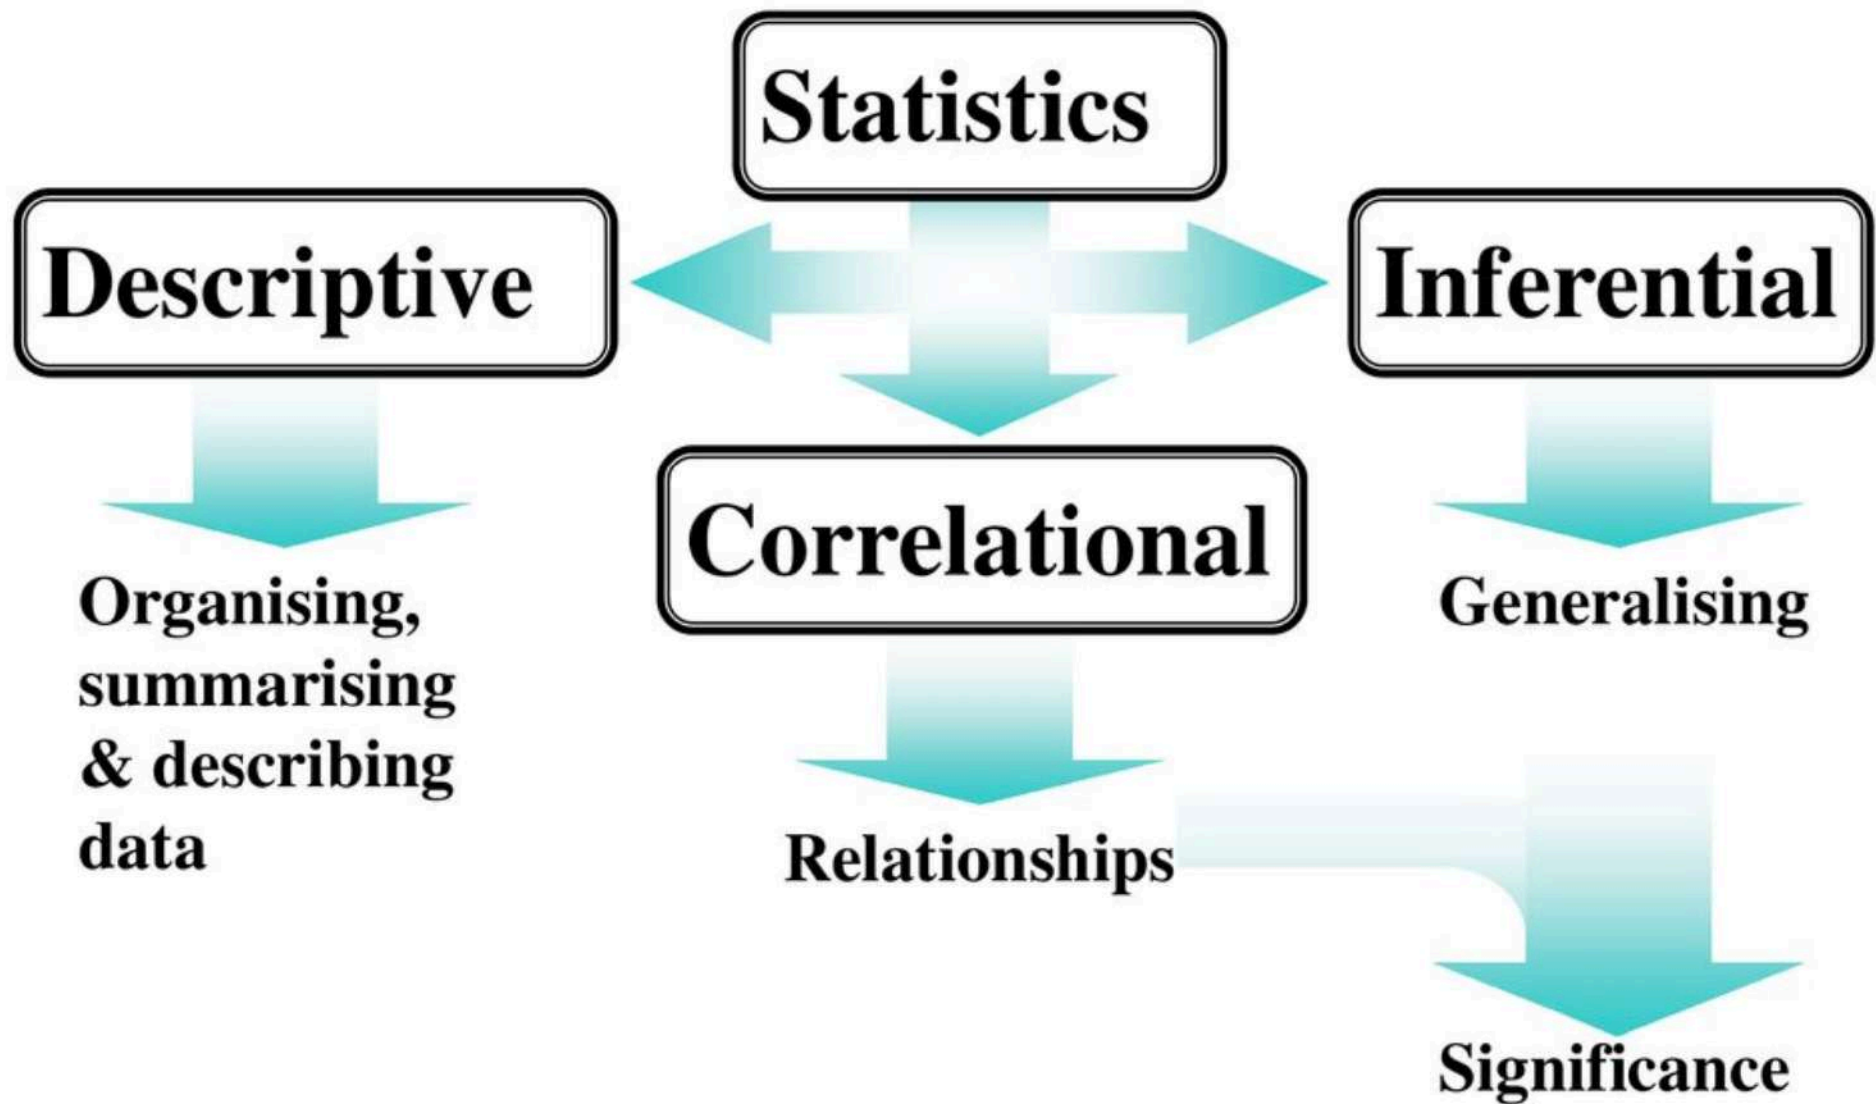 Statistics
Descriptive
Inferential
Correlational
Organising,
summarising
& describing
data
Generalising
Relationships
Significance